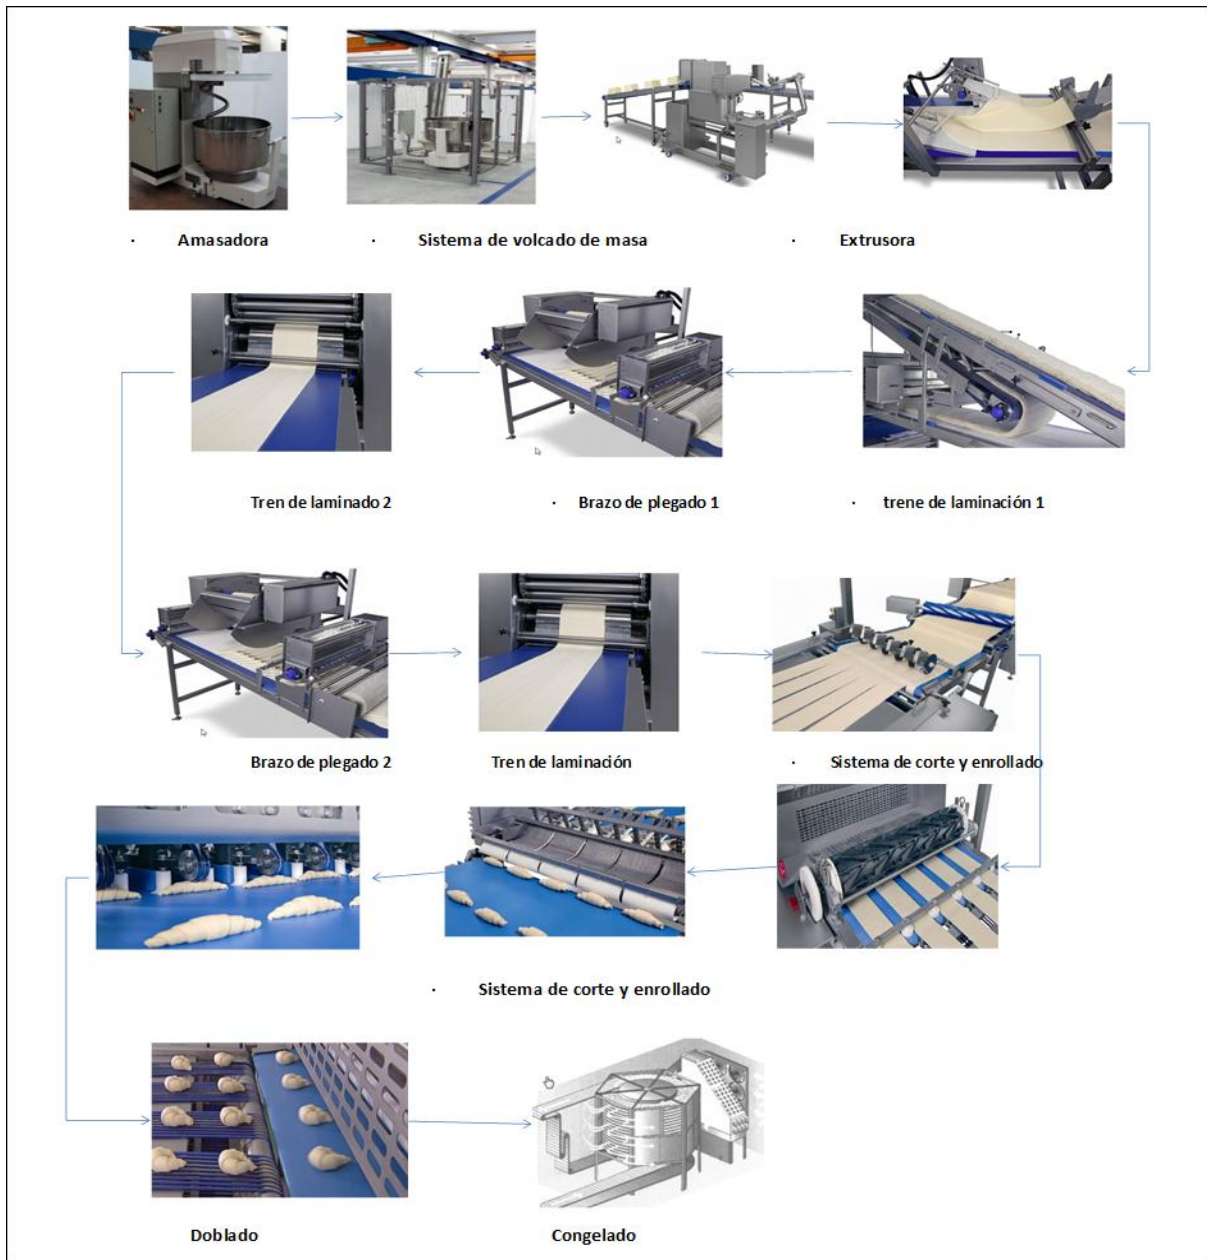 · Amasadora
· Sistema de volcado de masa
· Extrusora
Tren de laminado 2
· Brazo de plegado 1
· trene de laminación 1
Brazo de plegado 2
Tren de laminación
· Sistema de corte y enrollado
· Sistema de corte y enrollado
Doblado
Congelado